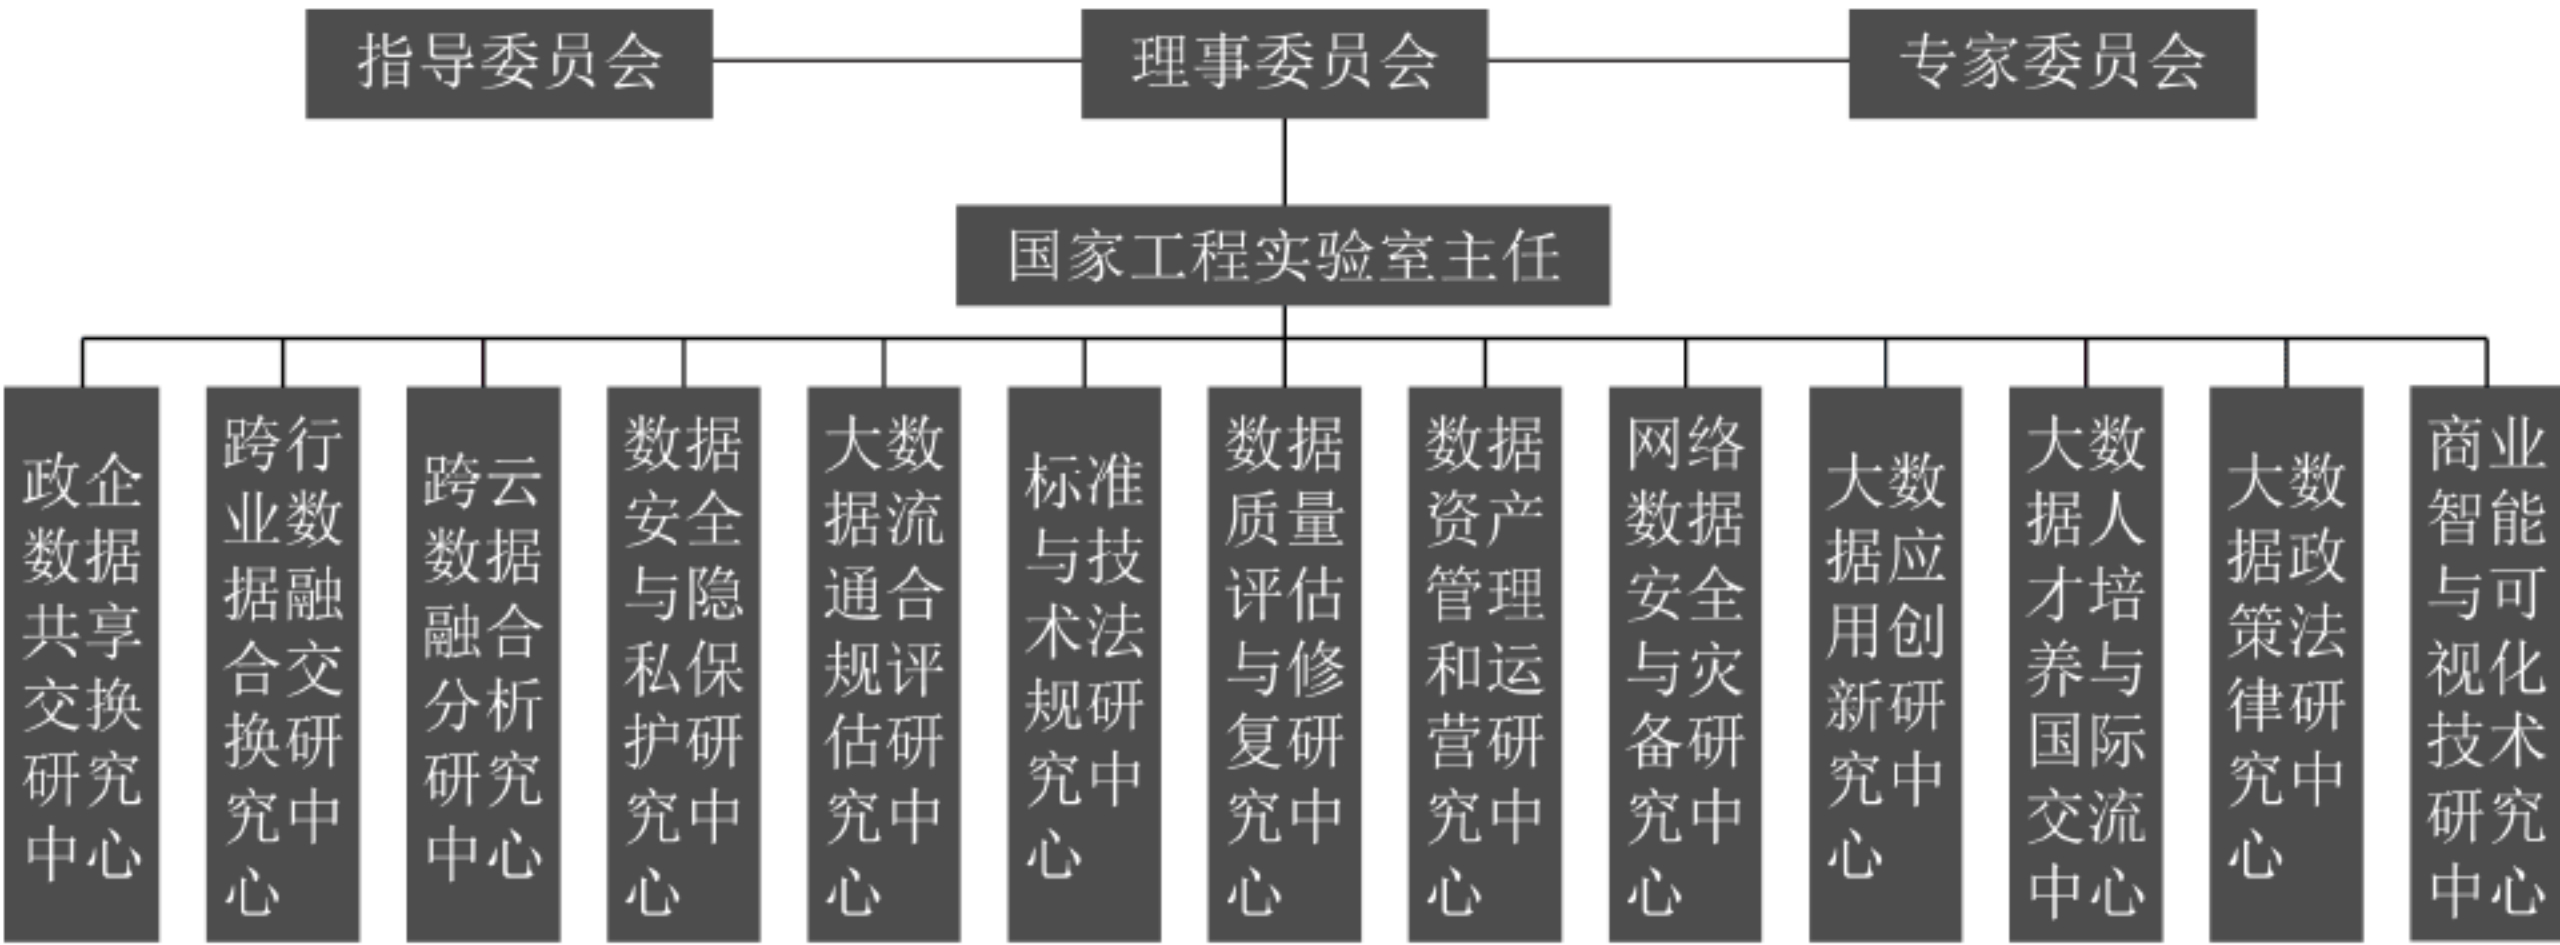 指导委员会
理事委员会
专家委员会
国家工程实验室主任
政企
数据
共享
交换
研究
中心
跨行
业数
据融
合交
换研
究中
心
跨云
数据
融合
分析
研究
中心
数据
安全
与隐
私保
护研
究中
心
大数
据流
通合
规评
估研
究中
心
标准
与技
术法
规研
究中
心
数据
质量
评估
与修
复研
究中
心
数据
资产
管理
和运
营研
究中
心
网络
数据
安全
与灾
备研
究中
心
大数
据应
用创
新研
究中
心
大数
据人
才培
养与
国际
交流
中心
大数
据政
策法
律研
究中
心
商业
智能
与可
视化
技术
研究
中心